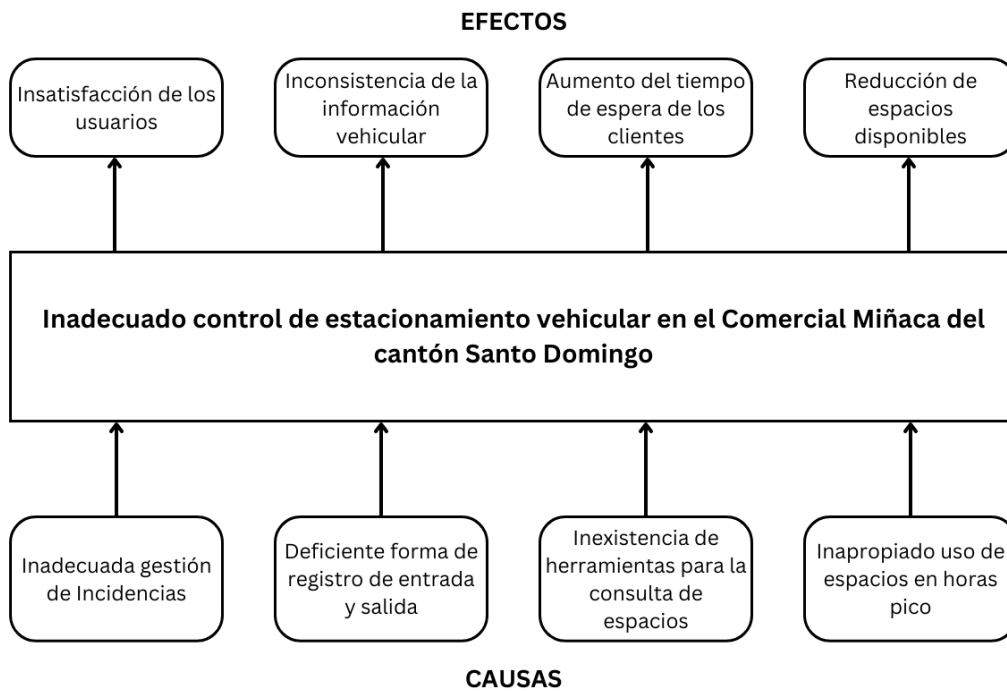 EFECTOS
Insatisfacción de los
usuarios
Inconsistencia de la
información
vehicular
Aumento del tiempo
de espera de los
clientes
Reducción de
espacios
disponibles
Inadecuado control de estacionamiento vehicular en el Comercial Miñaca del
cantón Santo Domingo
Inadecuada gestión
de Incidencias
Deficiente forma de
registro de entrada
y salida
Inexistencia de
herramientas para la
consulta de
espacios
Inapropiado uso de
espacios en horas
pico
CAUSAS